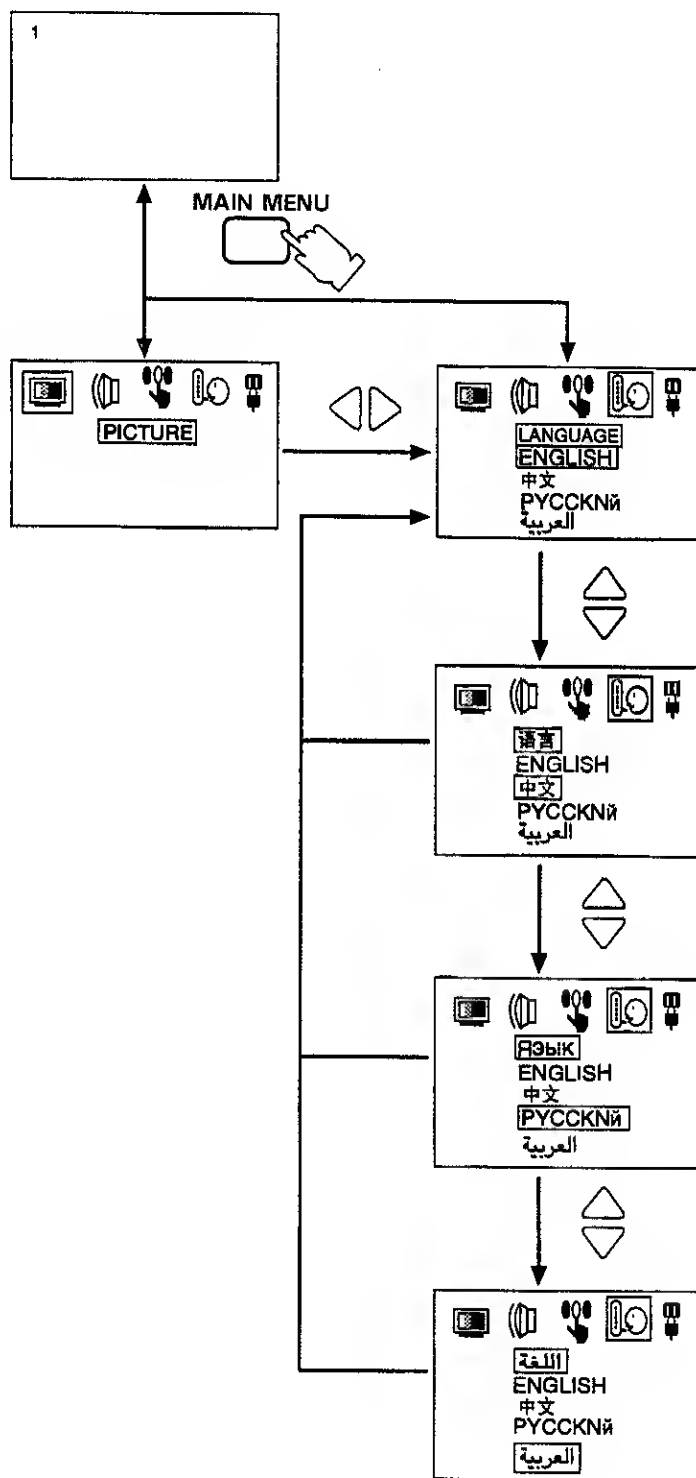 1
MAIN MENU
PICTURE
LANGUAGE
ENGLISH
中文
PYCCKNй
العربية
语言
ENGLISH
中文
PYCCKNй
العربية
ЯЗЫК
ENGLISH
中文
PYCCKNй
العربية
اللغة
ENGLISH
中文
PYCCKNй
العربية